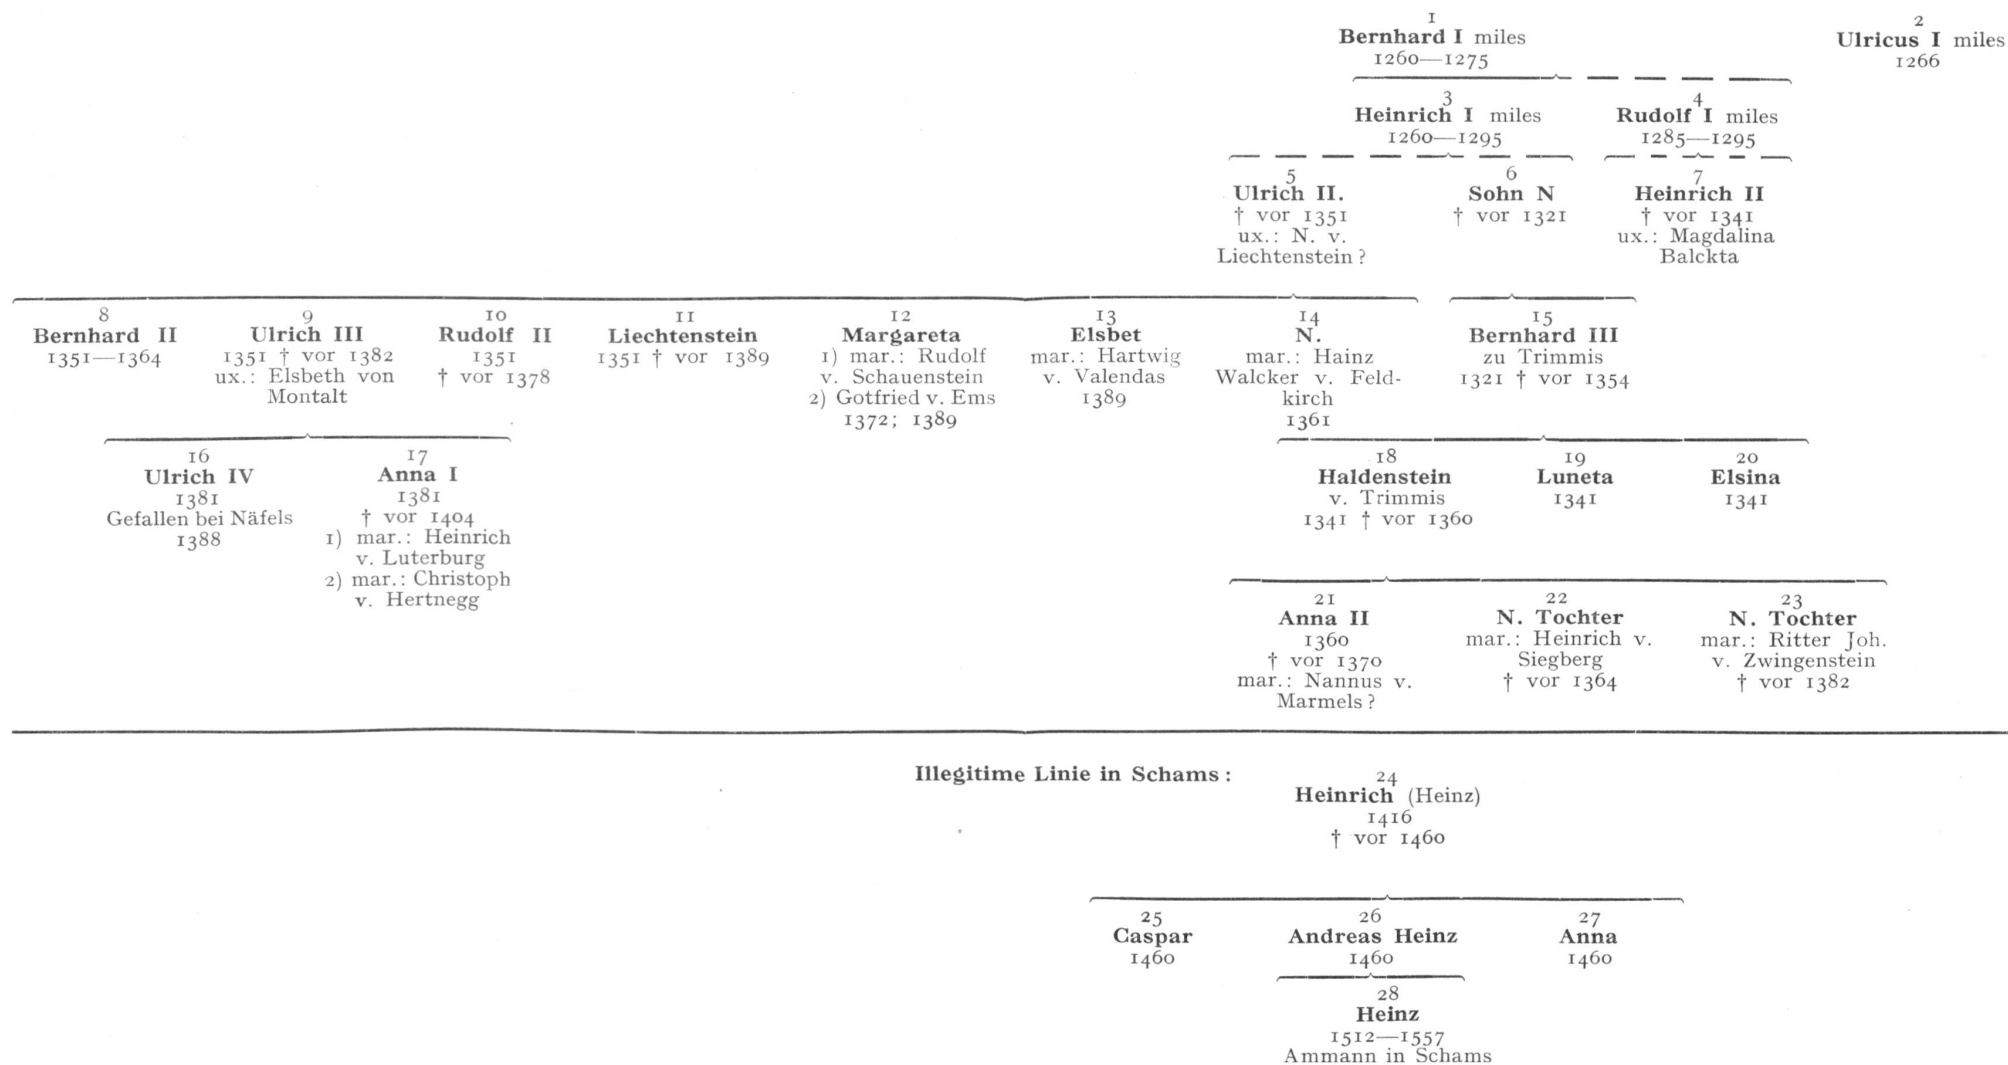 1
Bernhard I miles
1260—1275
2
Ulricus I miles
1266
3
Heinrich I miles
1260—1295
4
Rudolf I miles
1285—1295
5
Ulrich II.
† vor 1351
ux.: N. v.
Liechtenstein?
6
Sohn N
† vor 1321
7
Heinrich II
† vor 1341
ux.: Magdalina
Balckta
8
Bernhard II
1351—1364
9
Ulrich III
1351 † vor 1382
ux.: Elsbeth von
Montalt
10
Rudolf II
1351
† vor 1378
11
Liechtenstein
1351 † vor 1389
12
Margareta
1) mar.: Rudolf
v. Schauenstein
2) Gotfried v. Ems
1372; 1389
13
Elsbet
mar.: Hartwig
v. Valendas
1389
14
N.
mar.: Hainz
Walcker v. Feld-
kirch
1361
15
Bernhard III
zu Trimmis
1321 † vor 1354
16
Ulrich IV
1381
Gefallen bei Näfels
1388
17
Anna I
1381
† vor 1404
1) mar.: Heinrich
v. Luterburg
2) mar.: Christoph
v. Hertnegg
18
Haldenstein
v. Trimmis
1341 † vor 1360
19
Luneta
1341
20
Elsina
1341
21
Anna II
1360
† vor 1370
mar.: Nannus v.
Marmels?
22
N. Tochter
mar.: Heinrich v.
Siegberg
† vor 1364
23
N. Tochter
mar.: Ritter Joh.
v. Zwingenstein
† vor 1382
Illegitime Linie in Schams:
24
Heinrich (Heinz)
1416
† vor 1460
25
Caspar
1460
26
Andreas Heinz
1460
27
Anna
1460
28
Heinz
1512—1557
Ammann in Schams